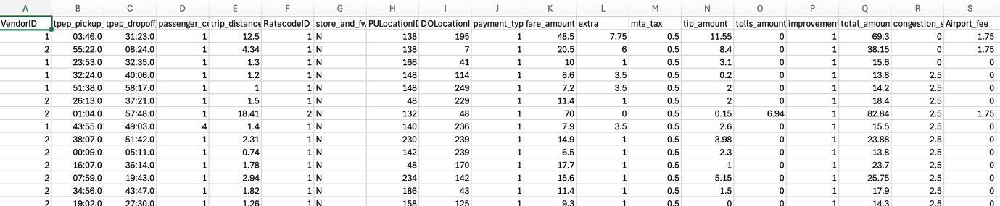 A B C D E F G H I J K L M N O P Q R S
VendorID tpep_pickup_ tpep_dropoff_ passenger_co trip_distance RatecodeID store_and_fw PULocationID DOLocationI payment_typ fare_amount extra mta_tax tip_amount tolls_amount improvement total_amount congestion_s Airport_fee
1 03:46.0 31:23.0 1 12.5 1 N 138 195 1 48.5 7.75 0.5 11.55 0 1 69.3 0 1.75
2 55:22.0 08:24.0 1 4.34 1 N 138 7 1 20.5 6 0.5 8.4 0 1 38.15 0 1.75
1 23:53.0 32:35.0 1 1.3 1 N 166 41 1 10 1 0.5 3.1 0 1 15.6 0 0
1 32:24.0 40:06.0 1 1.2 1 N 148 114 1 8.6 3.5 0.5 0.2 0 1 13.8 2.5 0
1 51:38.0 58:17.0 1 1 1 N 148 249 1 7.2 3.5 0.5 2 0 1 14.2 2.5 0
2 26:13.0 37:21.0 1 1.5 1 N 48 229 1 11.4 1 0.5 2 0 1 18.4 2.5 0
2 01:04.0 57:48.0 1 18.41 2 N 132 48 1 70 0 0.5 0.15 6.94 1 82.84 2.5 1.75
1 43:55.0 49:03.0 4 1.4 1 N 140 236 1 7.9 3.5 0.5 2.6 0 1 15.5 2.5 0
2 38:07.0 51:42.0 1 2.31 1 N 230 239 1 14.9 1 0.5 3.98 0 1 23.88 2.5 0
2 00:09.0 05:11.0 1 0.74 1 N 142 239 1 6.5 1 0.5 2.3 0 1 13.8 2.5 0
2 16:07.0 36:14.0 1 1.78 1 N 48 170 1 17.7 1 0.5 1 0 1 23.7 2.5 0
2 07:59.0 19:43.0 1 2.94 1 N 234 142 1 15.6 1 0.5 5.15 0 1 25.75 2.5 0
2 34:56.0 43:47.0 1 1.82 1 N 186 43 1 11.4 1 0.5 1.5 0 1 17.9 2.5 0
2 19:02.0 27:30.0 1 1.26 1 N 158 125 1 9.3 1 0.5 0 0 1 14.3 2.5 0